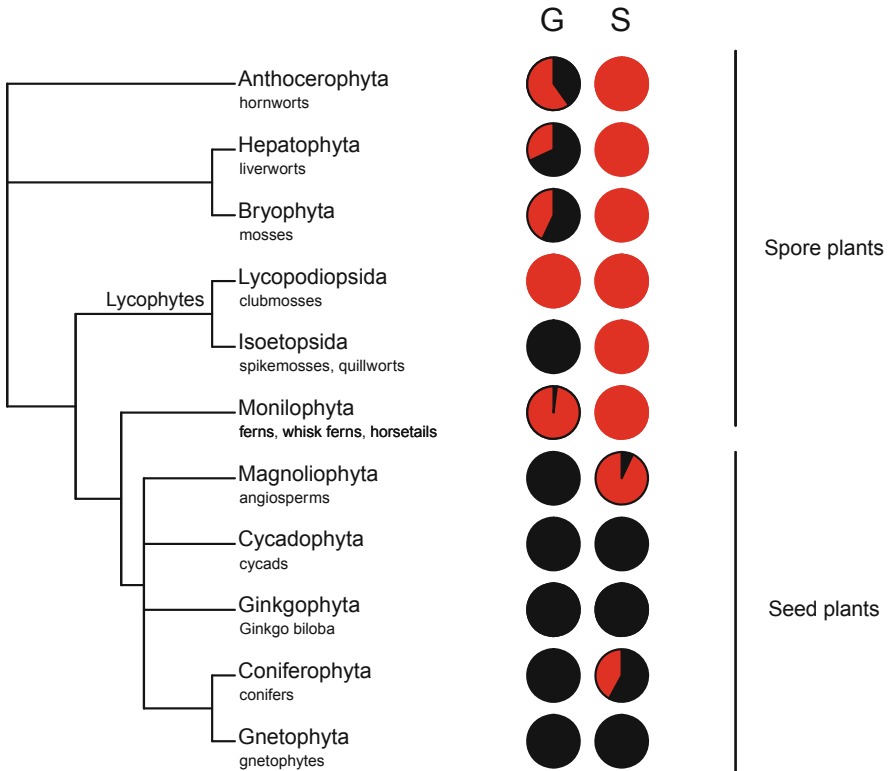 G S
Anthocerophyta
hornworts
Hepatophyta
liverworts
Bryophyta
mosses
Spore plants
Lycopodiopsida
Lycophytes
clubmosses
Isoetopsida
spikemosses, quillworts
Monilophyta
ferns, whisk ferns, horsetails
Magnoliophyta
angiosperms
Cycadophyta
cycads
Ginkgophyta
Seed plants
Ginkgo biloba
Coniferophyta
conifers
Gnetophyta
gnetophytes